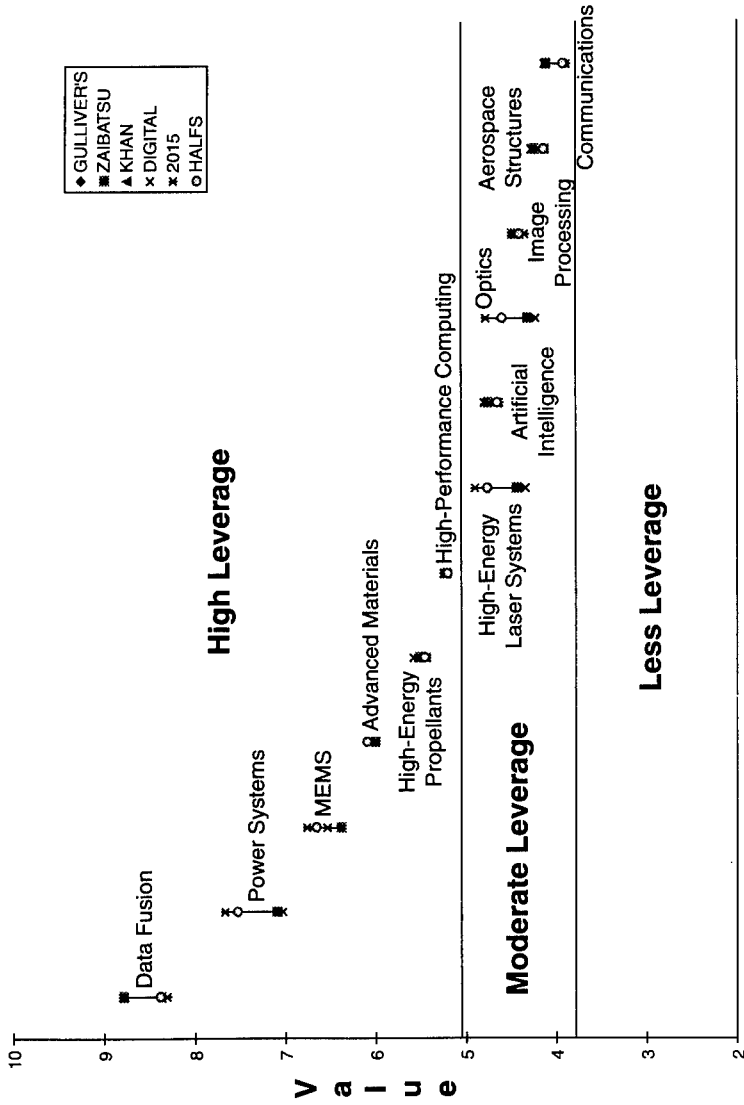 GULLIVER'S
ZAIBATSU
KHAN
DIGITAL
2015
HALFS
Value
10
9
8
7
6
5
4
3
2
High Leverage
Moderate Leverage
Less Leverage
Data Fusion
Power Systems
MEMS
Advanced Materials
High-Energy
Propellants
High-Performance Computing
High-Energy
Laser Systems
Artificial
Intelligence
Optics
Image
Processing
Aerospace
Structures
Communications